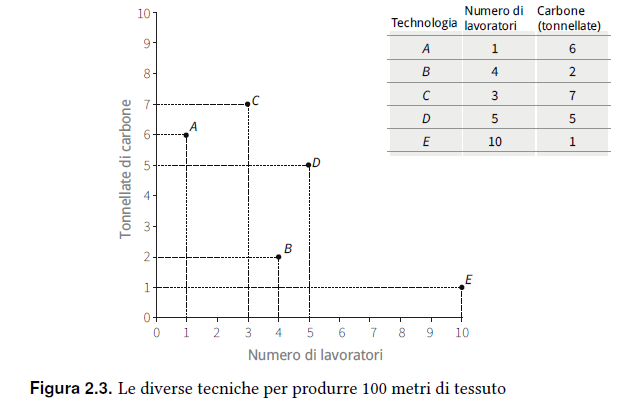 Tonnellate di carbone
10
9
8
7
6
5
4
3
2
1
0
A
C
D
B
E
0 1 2 3 4 5 6 7 8 9 10
Numero di lavoratori
Technologia Numero di lavoratori Carbone (tonnellate)
A 1 6
B 4 2
C 3 7
D 5 5
E 10 1
Figura 2.3. Le diverse tecniche per produrre 100 metri di tessuto